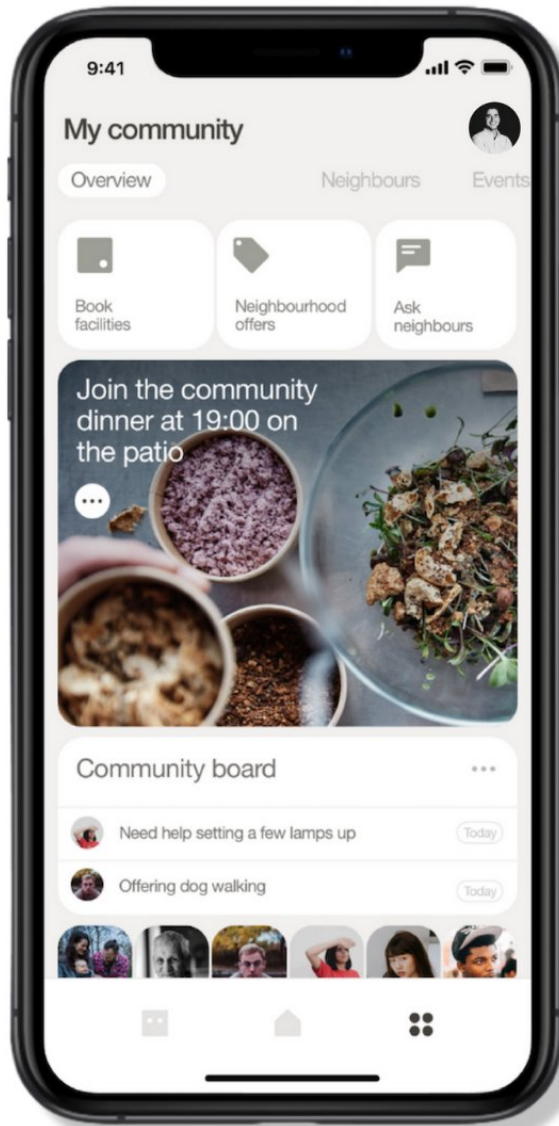 9:41
My community
Overview
Neighbours
Events
Book
facilities
Neighbourhood
offers
Ask
neighbours
Join the community
dinner at 19:00 on
the patio
Community board
Need help setting a few lamps up
Today
Offering dog walking
Today